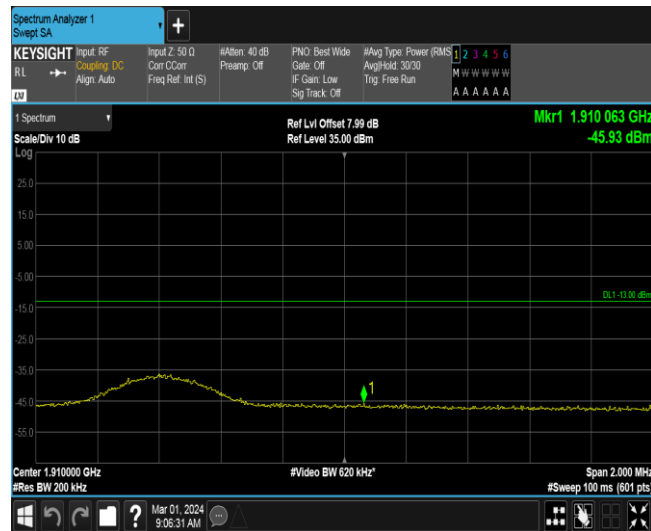 Spectrum Analyzer 1
Swept SA
+
KEYSIGHT
RL
LXI
Input: RF
Coupling: DC
Align: Auto
Input Z: 50 Ω
Corr CCorr
Freq Ref: Int (S)
#Atten: 40 dB
Preamp: Off
PNO: Best Wide
Gate: Off
IF Gain: Low
Sig Track: Off
#Avg Type: Power (RMS
Avg|Hold: 30/30
Trig: Free Run
1 2 3 4 5 6
M W W W W W
A A A A A A
1 Spectrum
Scale/Div 10 dB
Log
Ref Lvl Offset 7.99 dB
Ref Level 35.00 dBm
Mkr1 1.910 063 GHz
-45.93 dBm
25.0
15.0
5.00
-5.00
DL1 -13.00 dBm
-15.0
-25.0
-35.0
1
-45.0
-55.0
Center 1.910000 GHz
#Res BW 200 kHz
#Video BW 620 kHz*
Span 2.000 MHz
#Sweep 100 ms (601 pts
?
Mar 01, 2024
9:06:31 AM